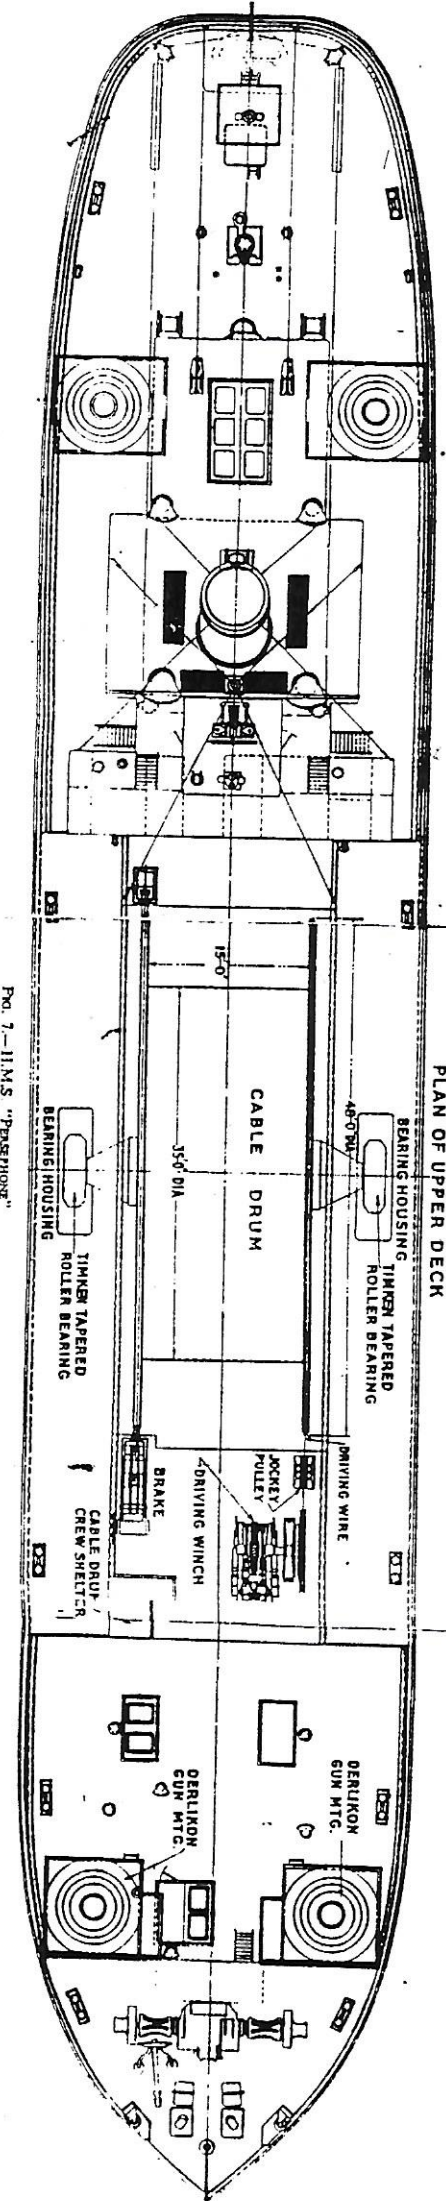 PLAN OF UPPER DECK
BEARING HOUSING
TIMKEN TAPERED
ROLLER BEARING
48'-0" DIA
15'-0"
CABLE DRUM
35'-0" DIA
BEARING HOUSING
TIMKEN TAPERED
ROLLER BEARING
DRIVING WIRE
JOCKEY
PULLEY
DRIVING WINCH
BRAKE
CABLE DRUM
CREW SHELTER
OERLIKON
GUN MTG.
OERLIKON
GUN MTG.
FIG. 7.—H.M.S. "PERSEPHONE"